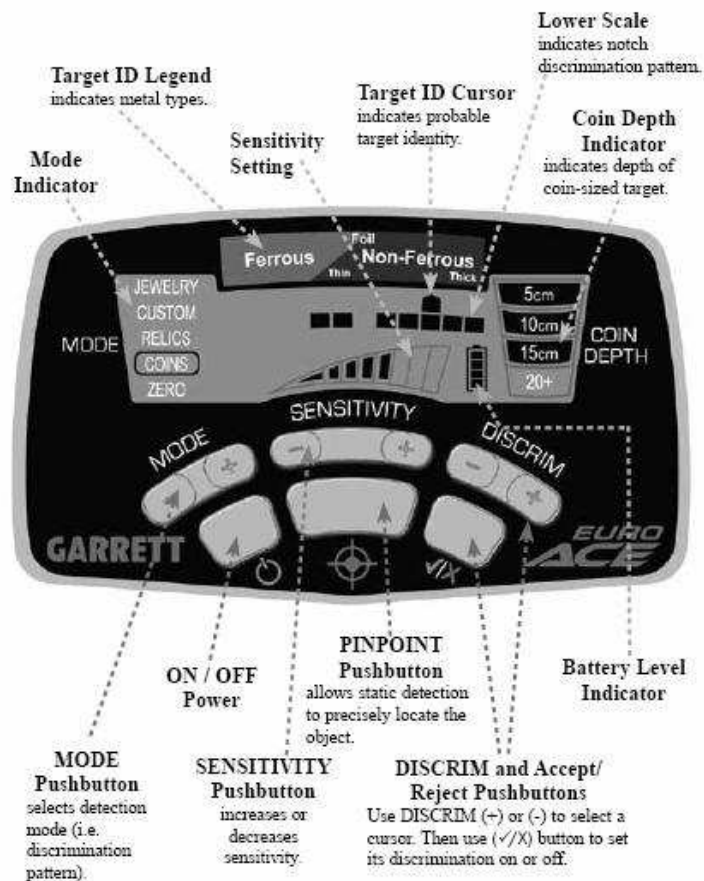 Lower Scale
indicates notch
discrimination pattern.
Target ID Legend
indicates metal types.
Target ID Cursor
indicates probable
target identity.
Coin Depth
Indicator
indicates depth of
coin-sized target.
Sensitivity
Setting
Mode
Indicator
Ferrous
Foil
Non-Ferrous
Thin
Thick
MODE
JEWELRY
CUSTOM
RELICS
COINS
ZERO
5cm
10cm
15cm
20+
COIN
DEPTH
SENSITIVITY
MODE
DISCRIM
- +
- +
- +
GARRETT
✓/X
EURO
ACE
ON / OFF
Power
PINPOINT
Pushbutton
allows static detection
to precisely locate the
object.
Battery Level
Indicator
MODE
Pushbutton
selects detection
mode (i.e.
discrimination
pattern).
SENSITIVITY
Pushbutton
increases or
decreases
sensitivity.
DISCRIM and Accept/
Reject Pushbuttons
Use DISCRIM (+) or (-) to select a
cursor. Then use (✓/X) button to set
its discrimination on or off.